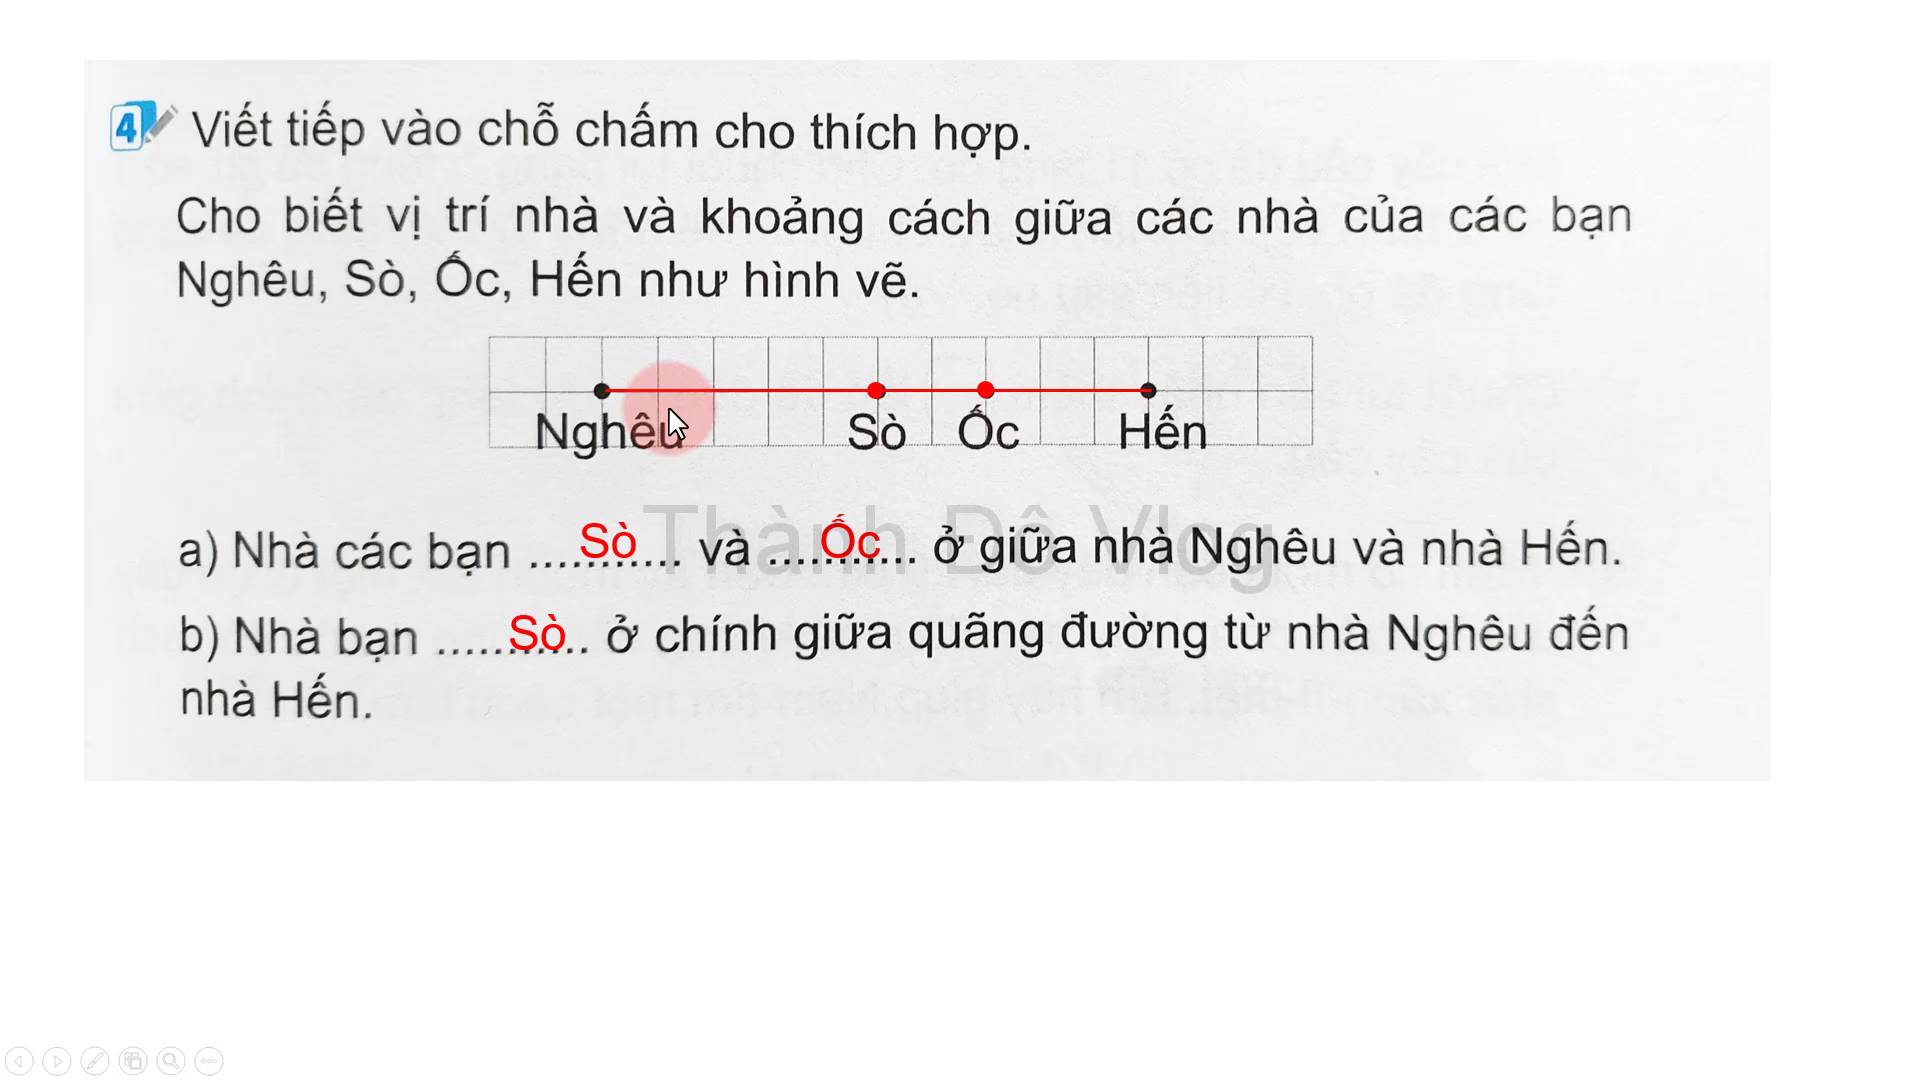 4 Viết tiếp vào chỗ chấm cho thích hợp.
Cho biết vị trí nhà và khoảng cách giữa các nhà của các bạn
Nghêu, Sò, Ốc, Hến như hình vẽ.
Nghêu Sò Ốc Hến
Thành Đô Vlog
a) Nhà các bạn ....Sò.... và ....Ốc.... ở giữa nhà Nghêu và nhà Hến.
b) Nhà bạn .....Sò.. ở chính giữa quãng đường từ nhà Nghêu đến
nhà Hến.